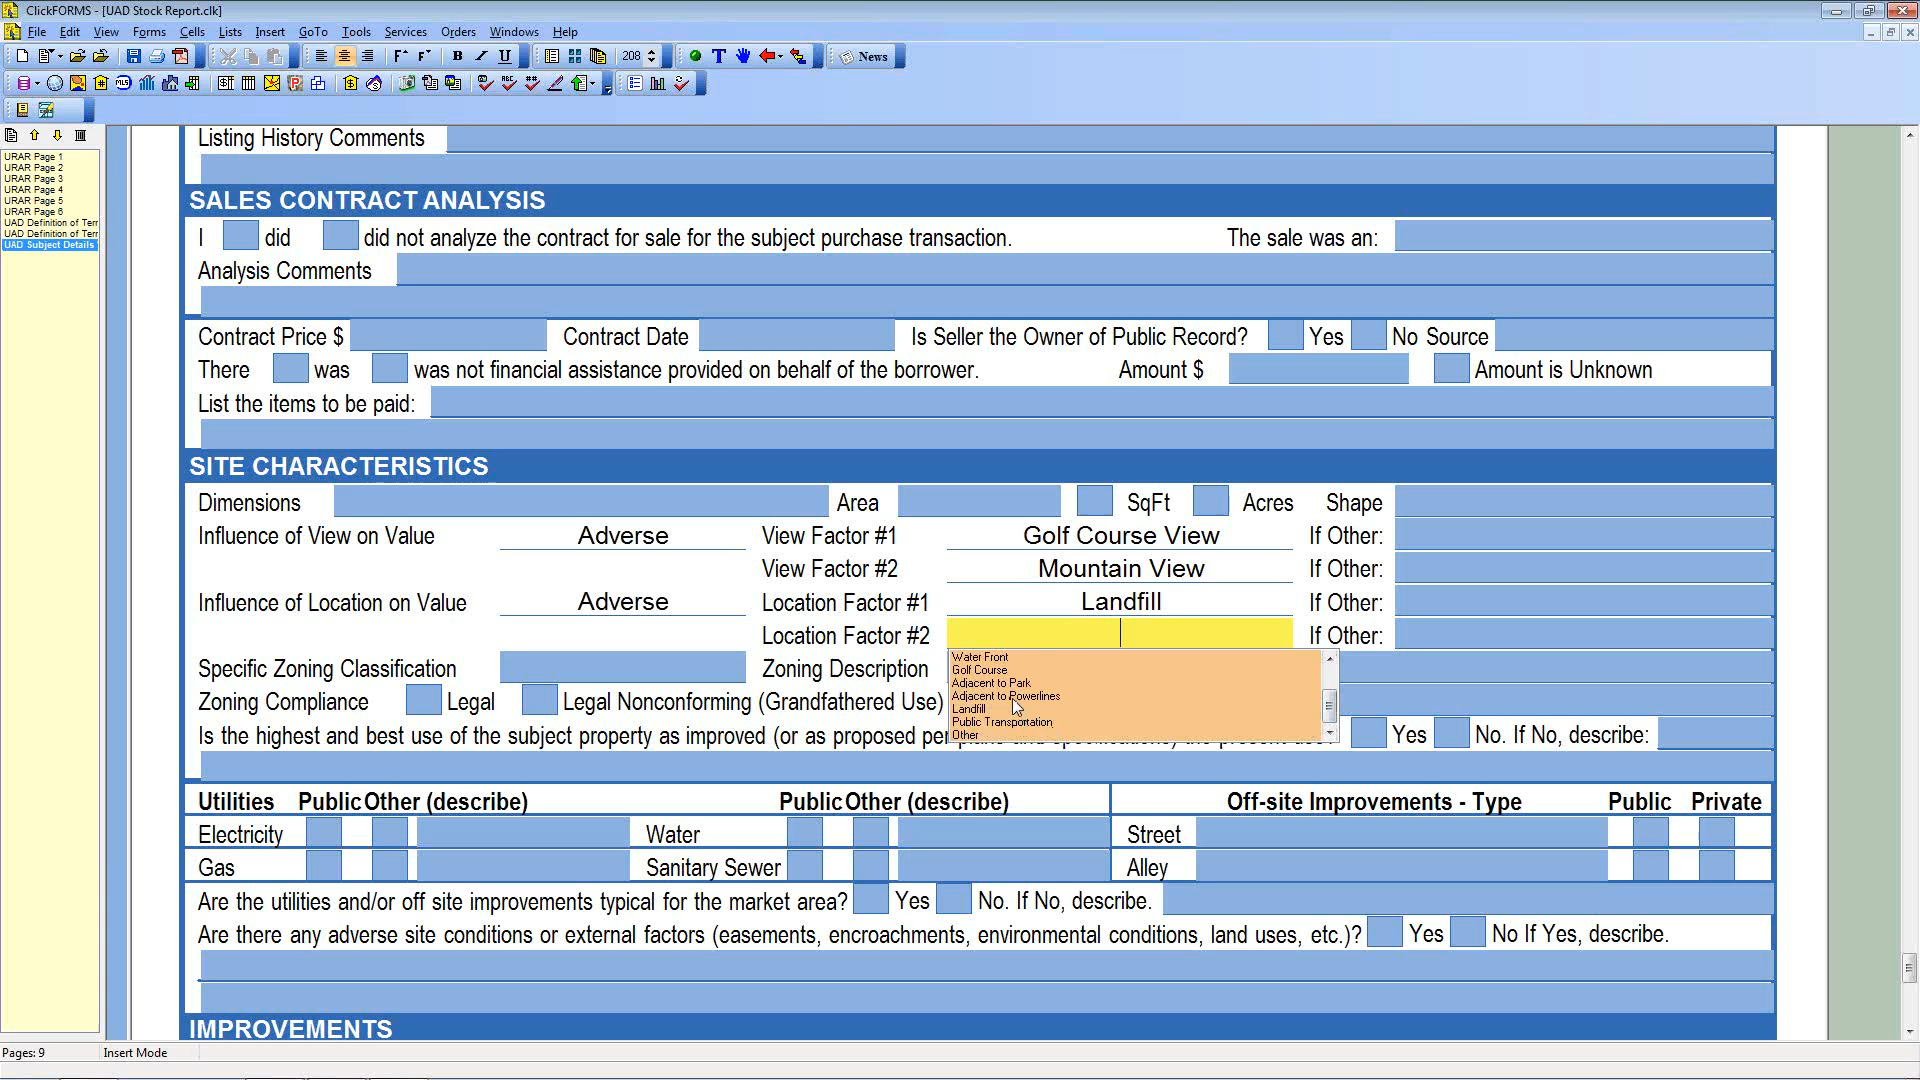 ClickFORMS - [UAD Stock Report.clk]
File Edit View Forms Cells Lists Insert GoTo Tools Services Orders Windows Help
B I U 208 T News
URAR Page 1
URAR Page 2
URAR Page 3
URAR Page 4
URAR Page 5
URAR Page 6
UAD Definition of Terr
UAD Definition of Terr
UAD Subject Details
Listing History Comments
SALES CONTRACT ANALYSIS
I did did not analyze the contract for sale for the subject purchase transaction. The sale was an:
Analysis Comments
Contract Price $ Contract Date Is Seller the Owner of Public Record? Yes No Source
There was was not financial assistance provided on behalf of the borrower. Amount $ Amount is Unknown
List the items to be paid:
SITE CHARACTERISTICS
Dimensions Area SqFt Acres Shape
Influence of View on Value Adverse View Factor #1 Golf Course View If Other:
View Factor #2 Mountain View If Other:
Influence of Location on Value Adverse Location Factor #1 Landfill If Other:
Location Factor #2 If Other:
Specific Zoning Classification Zoning Description
Water Front
Golf Course
Adjacent to Park
Adjacent to Powerlines
Landfill
Public Transportation
Other
Zoning Compliance Legal Legal Nonconforming (Grandfathered Use)
Is the highest and best use of the subject property as improved (or as proposed per Yes No. If No, describe:
Utilities Public Other (describe) Public Other (describe) Off-site Improvements - Type Public Private
Electricity Water Street
Gas Sanitary Sewer Alley
Are the utilities and/or off site improvements typical for the market area? Yes No. If No, describe.
Are there any adverse site conditions or external factors (easements, encroachments, environmental conditions, land uses, etc.)? Yes No If Yes, describe.
IMPROVEMENTS
Pages: 9 Insert Mode